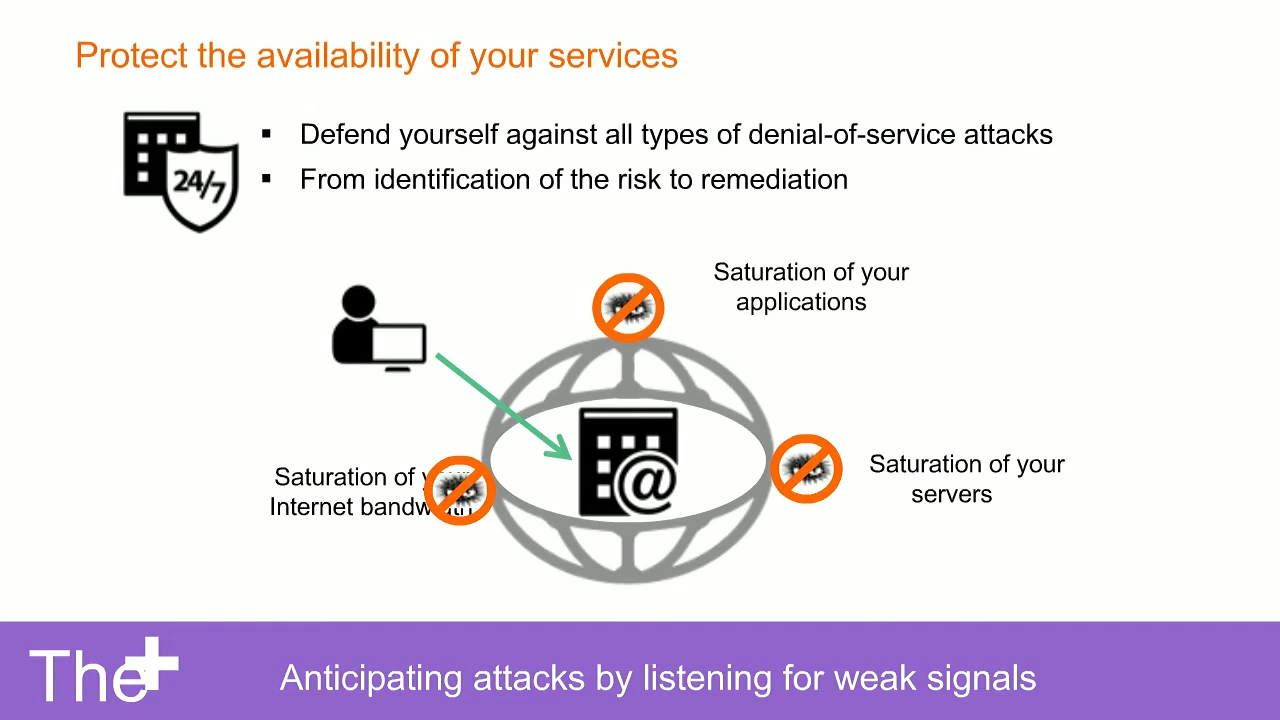 Protect the availability of your services
▪ Defend yourself against all types of denial-of-service attacks
24/7
▪ From identification of the risk to remediation
Saturation of your
applications
@
Saturation of
Internet
Saturation of your
servers
The+
Anticipating attacks by listening for weak signals